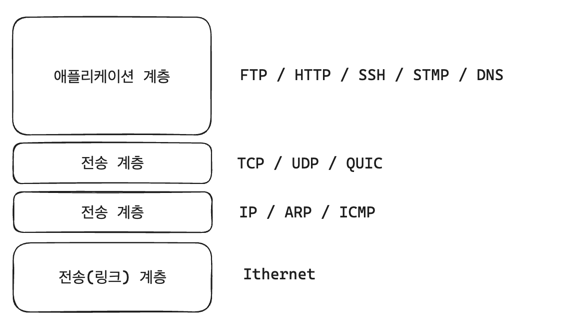 애플리케이션 계층
FTP / HTTP / SSH / STMP / DNS
전송 계층
TCP / UDP / QUIC
전송 계층
IP / ARP / ICMP
전송(링크) 계층
Ithernet